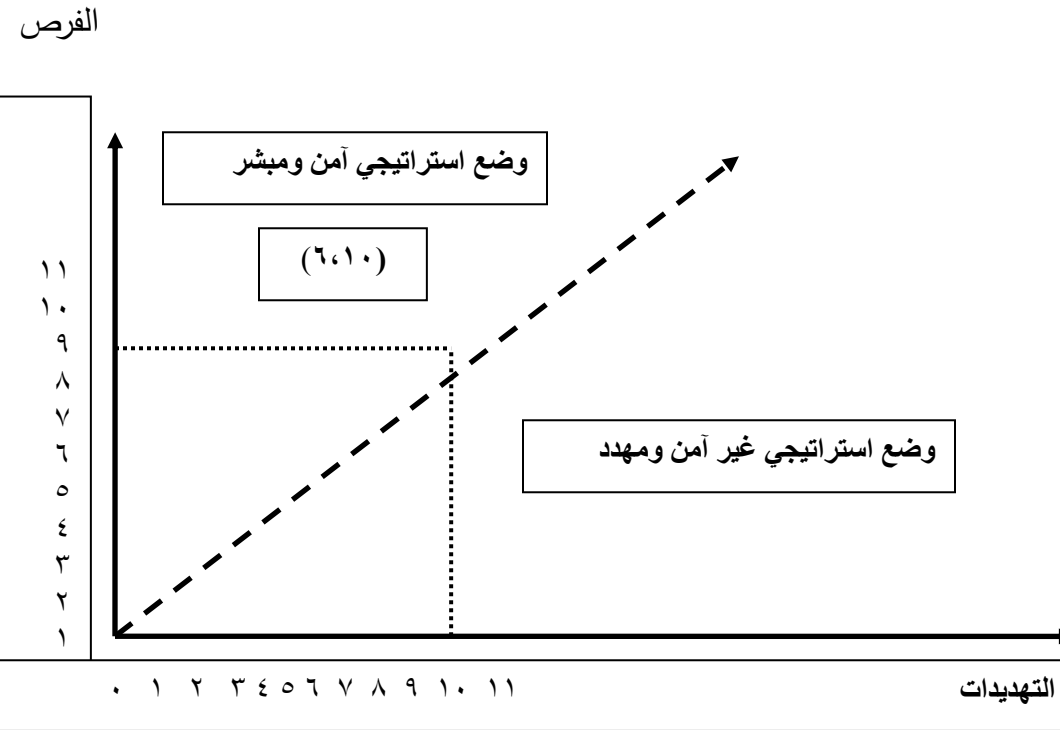 الفرص
وضع استراتيجي آمن ومبشر
(٦،١٠)
١١
١٠
٩
٨
٧
٦
٥
٤
٣
٢
١
وضع استراتيجي غير آمن ومهدد
٠ ١ ٢ ٣ ٤ ٥ ٦ ٧ ٨ ٩ ١٠ ١١
التهديدات